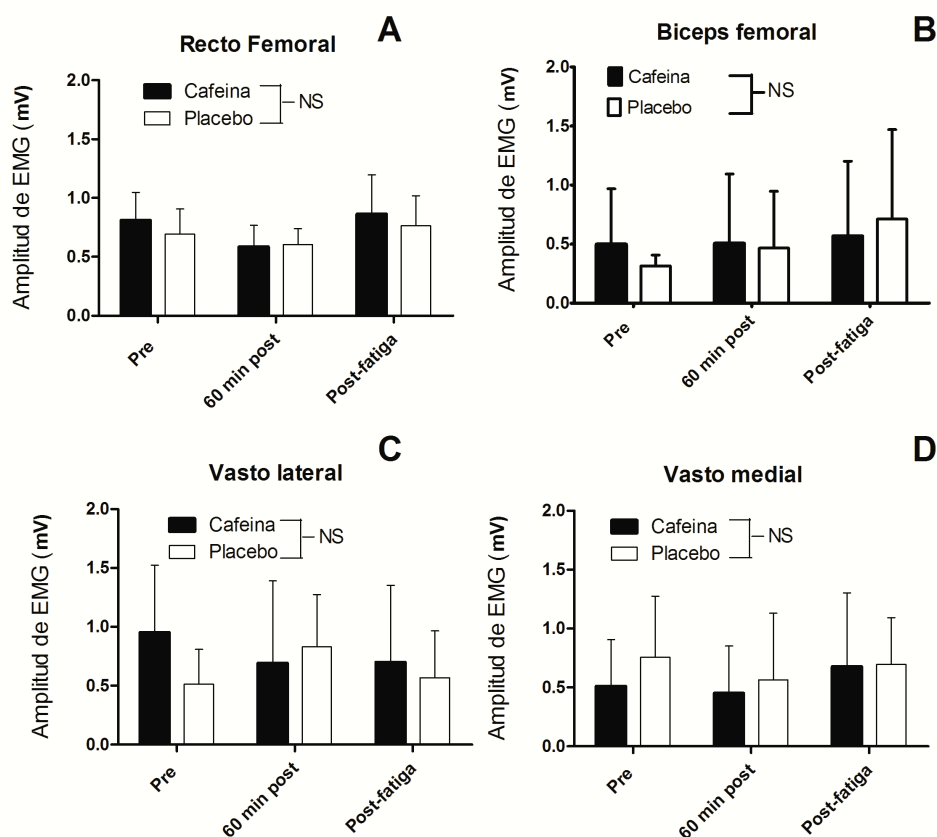 A
Recto Femoral
Amplitud de EMG (mV)
2.0
1.5
1.0
0.5
0.0
Cafeina
Placebo
NS
Pre
60 min post
Post-fatiga
B
Biceps femoral
Amplitud de EMG (mV)
2.0
1.5
1.0
0.5
0.0
Cafeina
Placebo
NS
Pre
60 min post
Post-fatiga
C
Vasto lateral
Amplitud de EMG (mV)
2.0
1.5
1.0
0.5
0.0
Cafeina
Placebo
NS
Pre
60 min post
Post-fatiga
D
Vasto medial
Amplitud de EMG (mV)
2.0
1.5
1.0
0.5
0.0
Cafeina
Placebo
NS
Pre
60 min post
Post-fatiga